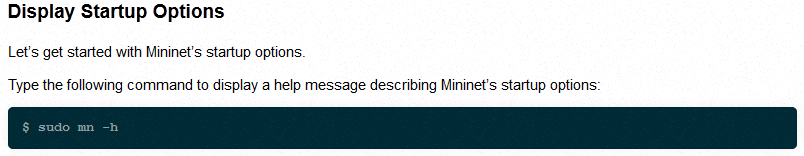 Display Startup Options
Let's get started with Mininet's startup options.
Type the following command to display a help message describing Mininet's startup options:
$ sudo mn -h